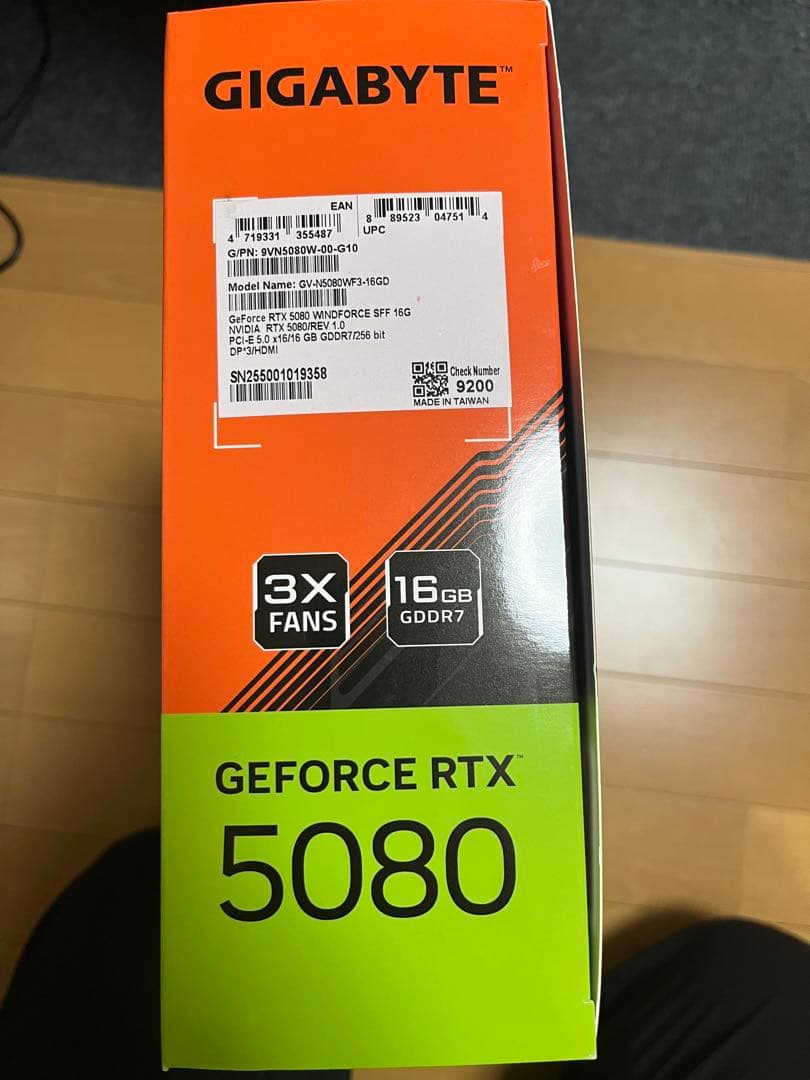 GIGABYTE™
EAN
4 719331 355487
8 89523 04751 4
UPC
G/PN: 9VN5080W-00-G10
Model Name: GV-N5080WF3-16GD
GeForce RTX 5080 WINDFORCE SFF 16G
NVIDIA RTX 5080/REV 1.0
PCI-E 5.0 x16/16 GB GDDR7/256 bit
DP*3/HDMI
SN255001019358
Check Number
9200
MADE IN TAIWAN
3X
FANS
16GB
GDDR7
GEFORCE RTX™
5080